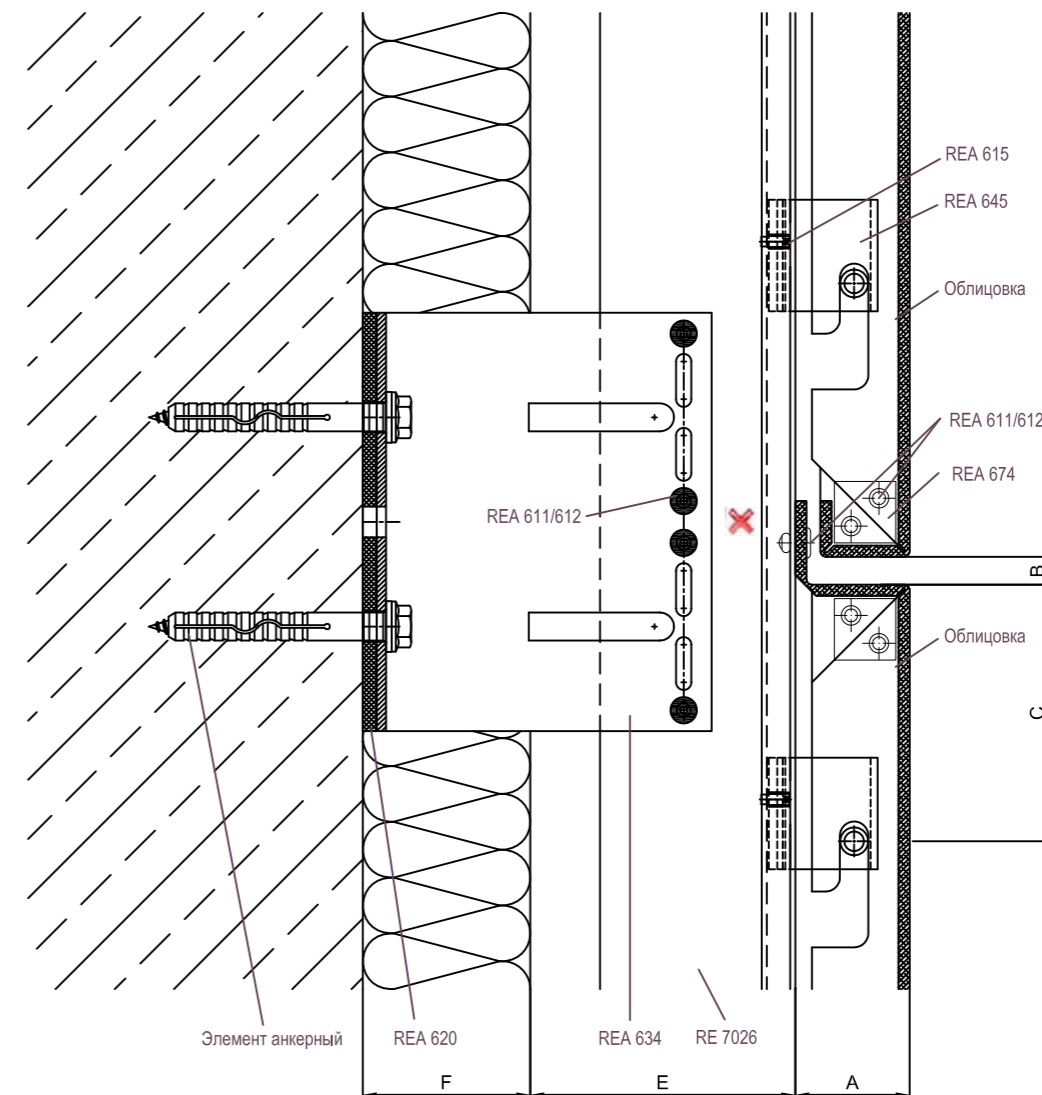 REA 615
REA 645
Облицовка
REA 611/612
REA 674
REA 611/612
B
Облицовка
C
Элемент анкерный
REA 620
REA 634
RE 7026
F
E
A